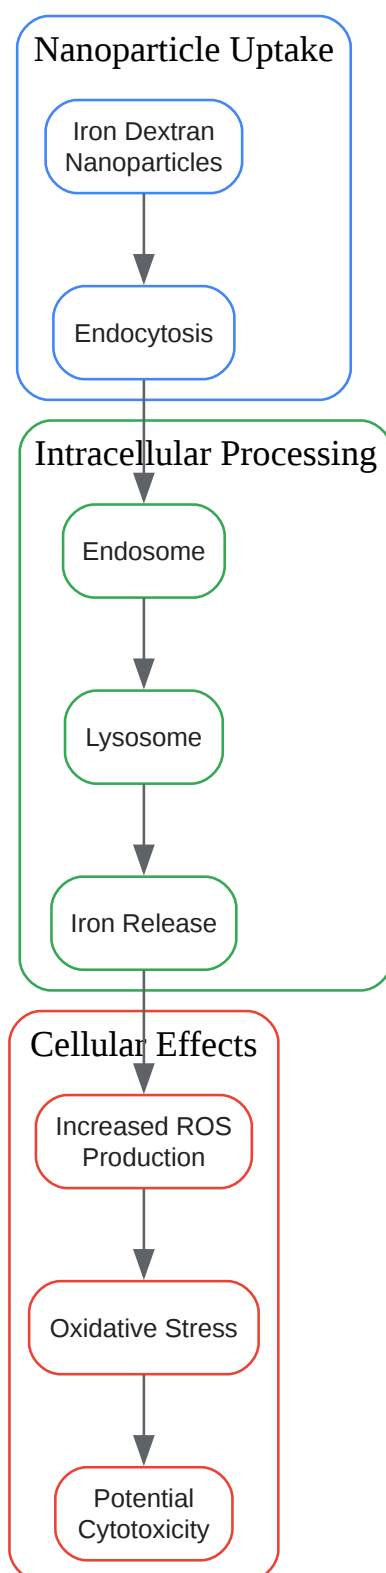 Nanoparticle Uptake
Iron Dextran
Nanoparticles
Endocytosis
Intracellular Processing
Endosome
Lysosome
Iron Release
Cellular Effects
Increased ROS
Production
Oxidative Stress
Potential
Cytotoxicity